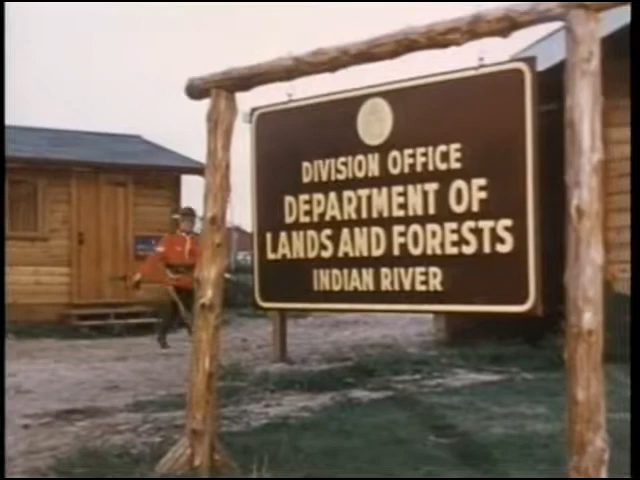 DIVISION OFFICE
DEPARTMENT OF
LANDS AND FORESTS
INDIAN RIVER